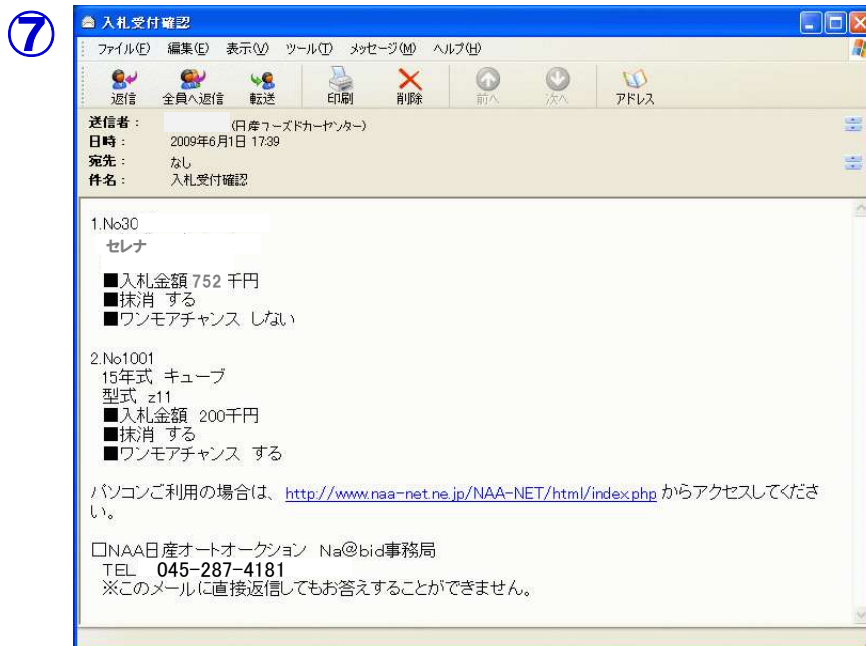 ⑦
入札受付確認
ファイル(F) 編集(E) 表示(V) ツール(T) メッセージ(M) ヘルプ(H)
返信 全員へ返信 転送 印刷 削除 前へ 次へ アドレス
送信者： (日産ユーズドカーセンター)
日時： 2009年6月1日 17:39
宛先： なし
件名： 入札受付確認
1.No30
セレナ
■入札金額 752 千円
■抹消 する
■ワンモアチャンス しない
2.No1001
15年式 キューブ
型式 z11
■入札金額 200千円
■抹消 する
■ワンモアチャンス する
パソコンご利用の場合は、http://www.naa-net.ne.jp/NAA-NET/html/index.php からアクセスしてくださ
い。
□NAA日産オートオークション Na@bid事務局
TEL 045-287-4181
※このメールに直接返信してもお答えすることができません。